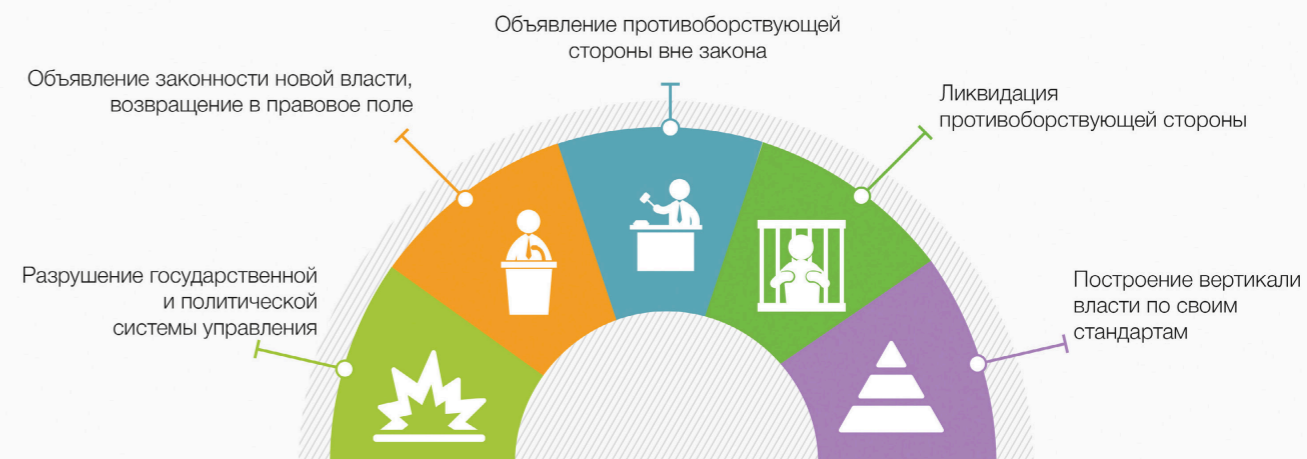 Объявление противоборствующей
стороны вне закона
Объявление законности новой власти,
возвращение в правовое поле
Ликвидация
противоборствующей стороны
Разрушение государственной
и политической
системы управления
Построение вертикали
власти по своим
стандартам